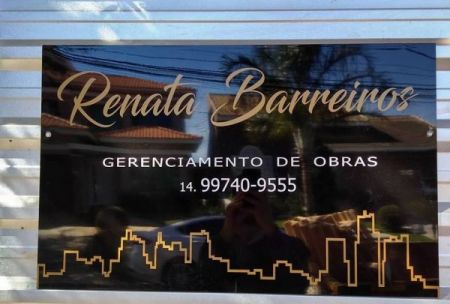 Renata Barreiros
GERENCIAMENTO DE OBRAS
14. 99740-9555